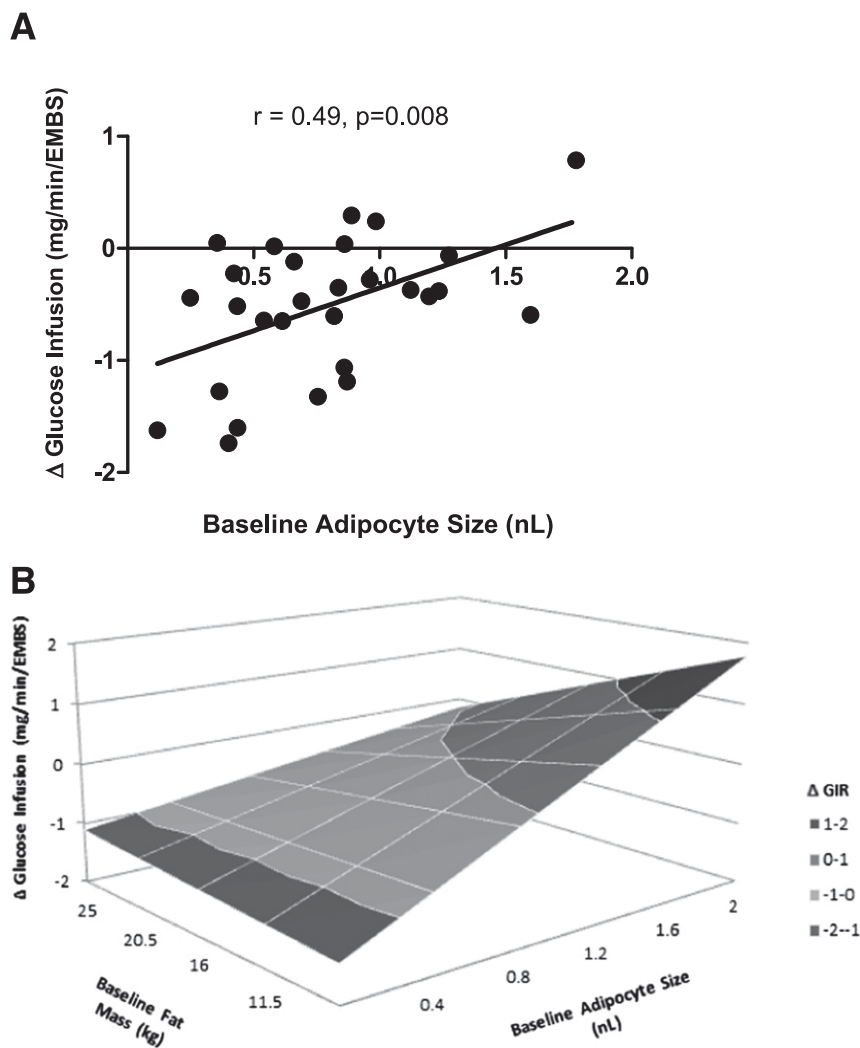 A
r = 0.49, p=0.008
Δ Glucose Infusion (mg/min/EMBS)
1
0
-1
-2
0.5
1.0
1.5
2.0
Baseline Adipocyte Size (nL)
B
Δ Glucose Infusion (mg/min/EMBS)
2
1
0
-1
-2
25
20.5
16
11.5
Baseline Fat
Mass (kg)
0.4
0.8
1.2
1.6
2
Baseline Adipocyte Size
(nL)
Δ GIR
1-2
0-1
-1-0
-2--1